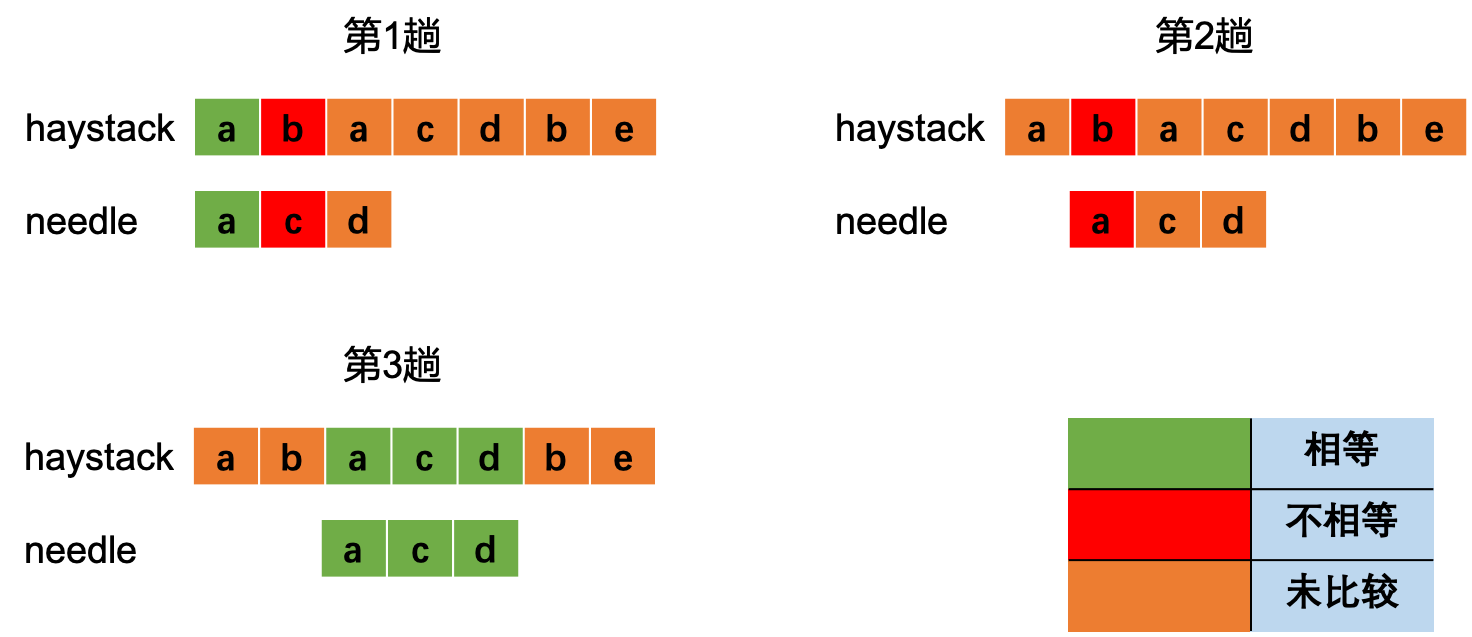 第1趟
haystack a b a c d b e
needle a c d
第2趟
haystack a b a c d b e
needle a c d
第3趟
haystack a b a c d b e
needle a c d
相等
不相等
未比较